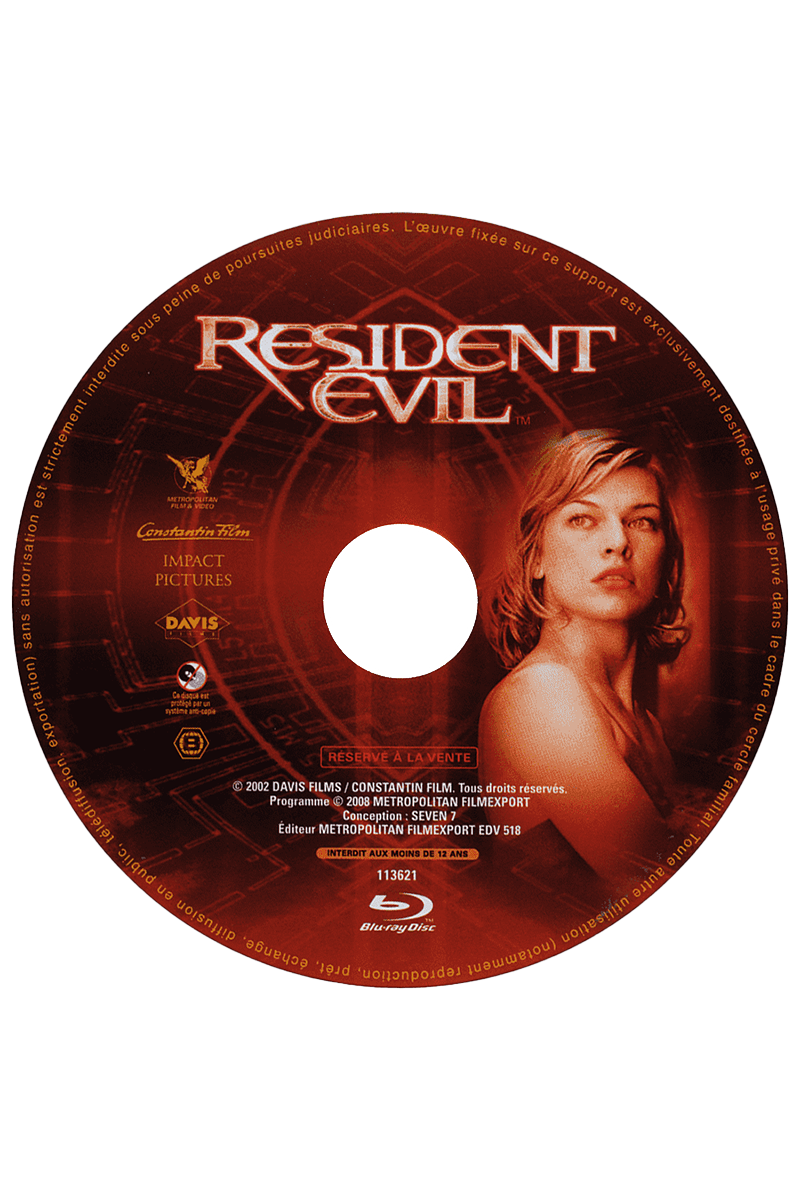 L'œuvre fixée sur ce support est exclusivement destinée à l'usage privé dans le cadre du cercle familial. Toute autre utilisation (notamment reproduction, prêt, échange, diffusion en public, télédiffusion, exportation) sans autorisation est strictement interdite sous peine de poursuites judiciaires.
RESIDENT
EVIL™
METROPOLITAN
FILM & VIDEO
Constantin Film
IMPACT
PICTURES
DAVIS
FILMS
Ce disque est
protégé par un
système anti-copie
B
RÉSERVÉ À LA VENTE
© 2002 DAVIS FILMS / CONSTANTIN FILM. Tous droits réservés.
Programme © 2008 METROPOLITAN FILMEXPORT
Conception : SEVEN 7
Éditeur METROPOLITAN FILMEXPORT EDV 518
INTERDIT AUX MOINS DE 12 ANS
113621
Blu-ray Disc™